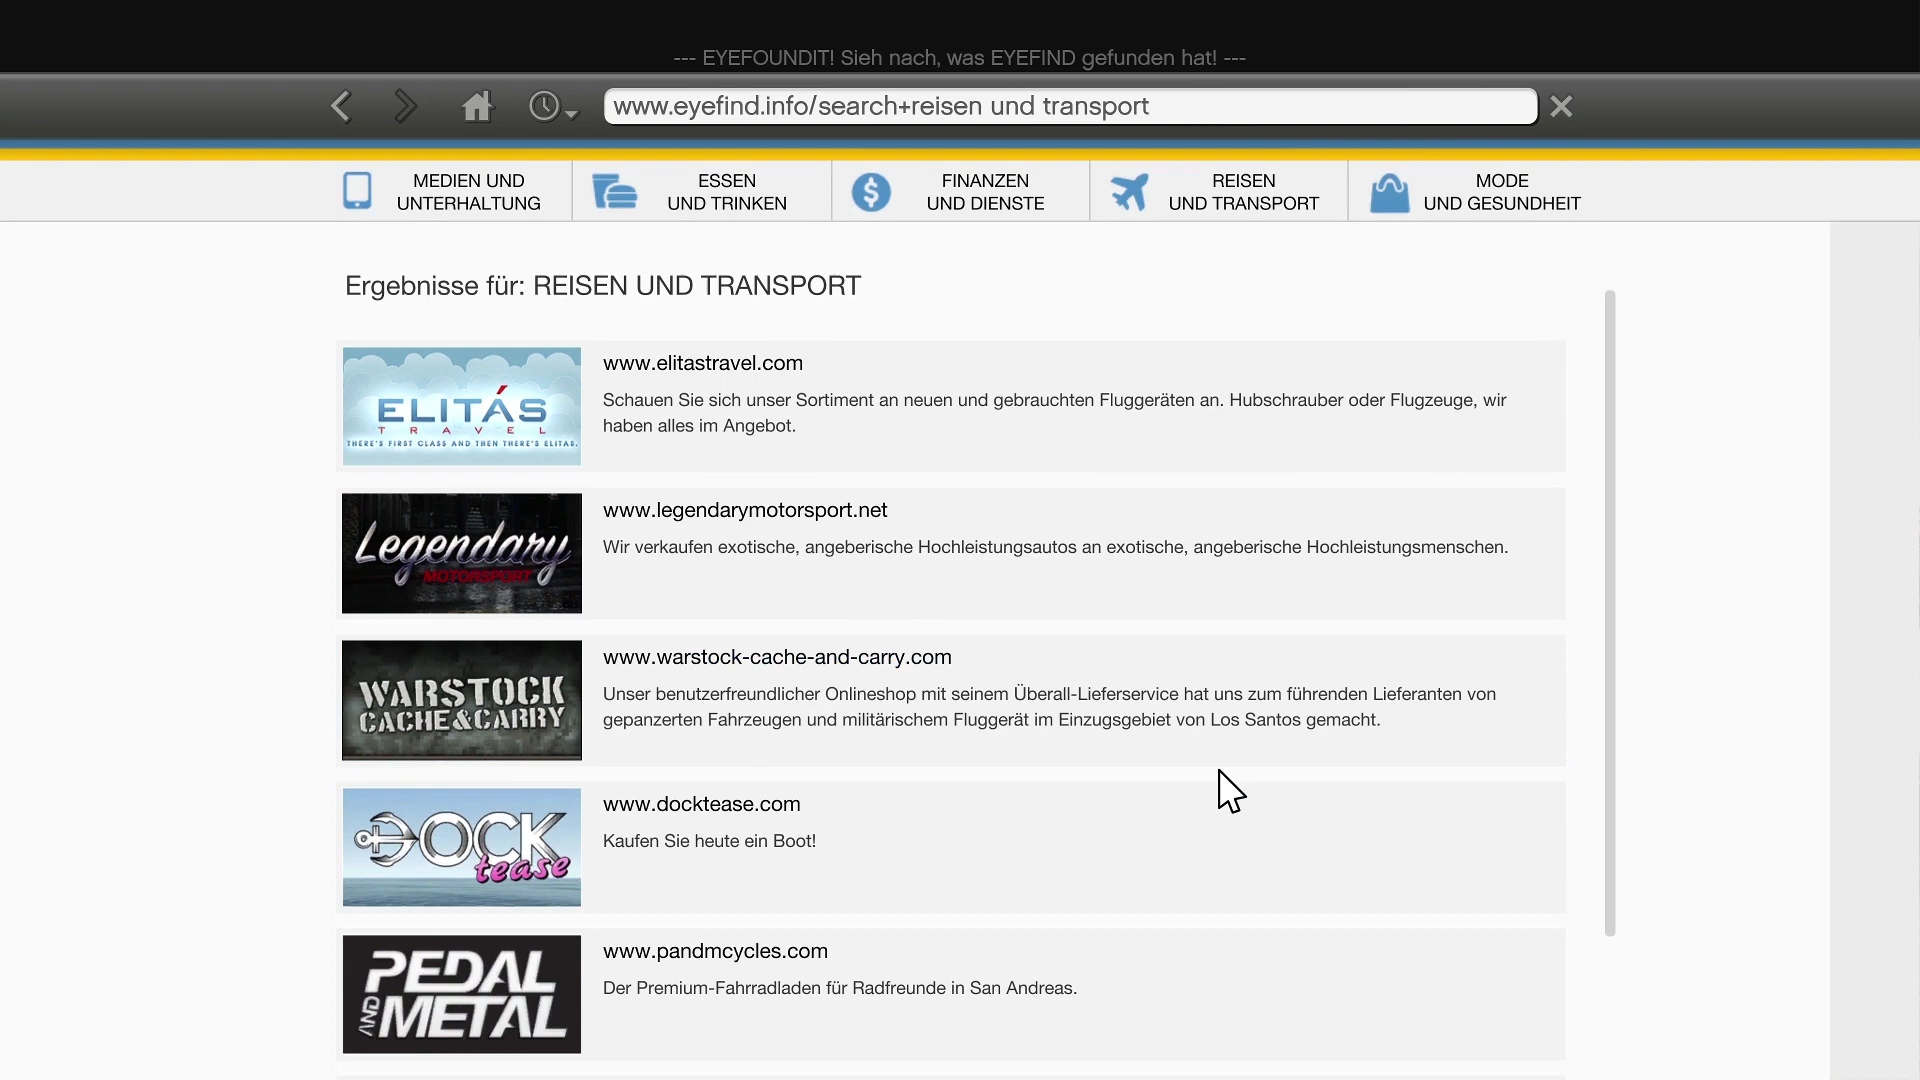 --- EYEFOUNDIT! Sieh nach, was EYEFIND gefunden hat! ---
www.eyefind.info/search+reisen und transport
MEDIEN UND
UNTERHALTUNG
ESSEN
UND TRINKEN
FINANZEN
UND DIENSTE
REISEN
UND TRANSPORT
MODE
UND GESUNDHEIT
Ergebnisse für: REISEN UND TRANSPORT
ELITÁS
TRAVEL
THERE'S FIRST CLASS AND THEN THERE'S ELITAS.
www.elitastravel.com
Schauen Sie sich unser Sortiment an neuen und gebrauchten Fluggeräten an. Hubschrauber oder Flugzeuge, wir
haben alles im Angebot.
Legendary
MOTORSPORT
www.legendarymotorsport.net
Wir verkaufen exotische, angeberische Hochleistungsautos an exotische, angeberische Hochleistungsmenschen.
WARSTOCK
CACHE&CARRY
www.warstock-cache-and-carry.com
Unser benutzerfreundlicher Onlineshop mit seinem Überall-Lieferservice hat uns zum führenden Lieferanten von
gepanzerten Fahrzeugen und militärischem Fluggerät im Einzugsgebiet von Los Santos gemacht.
DOCK
tease
www.docktease.com
Kaufen Sie heute ein Boot!
PEDAL
AND METAL
www.pandmcycles.com
Der Premium-Fahrradladen für Radfreunde in San Andreas.